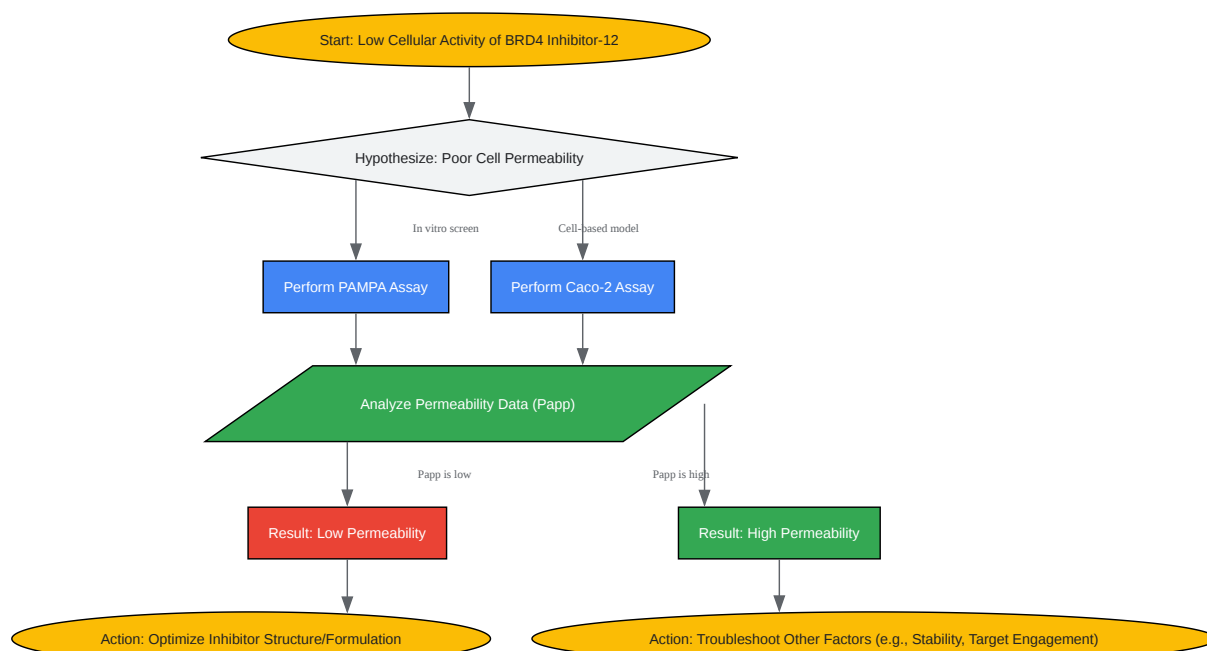 Start: Low Cellular Activity of BRD4 Inhibitor-12
Hypothesize: Poor Cell Permeability
In vitro screen
Cell-based model
Perform PAMPA Assay
Perform Caco-2 Assay
Analyze Permeability Data (Papp)
Papp is low
Papp is high
Result: Low Permeability
Result: High Permeability
Action: Optimize Inhibitor Structure/Formulation
Action: Troubleshoot Other Factors (e.g., Stability, Target Engagement)